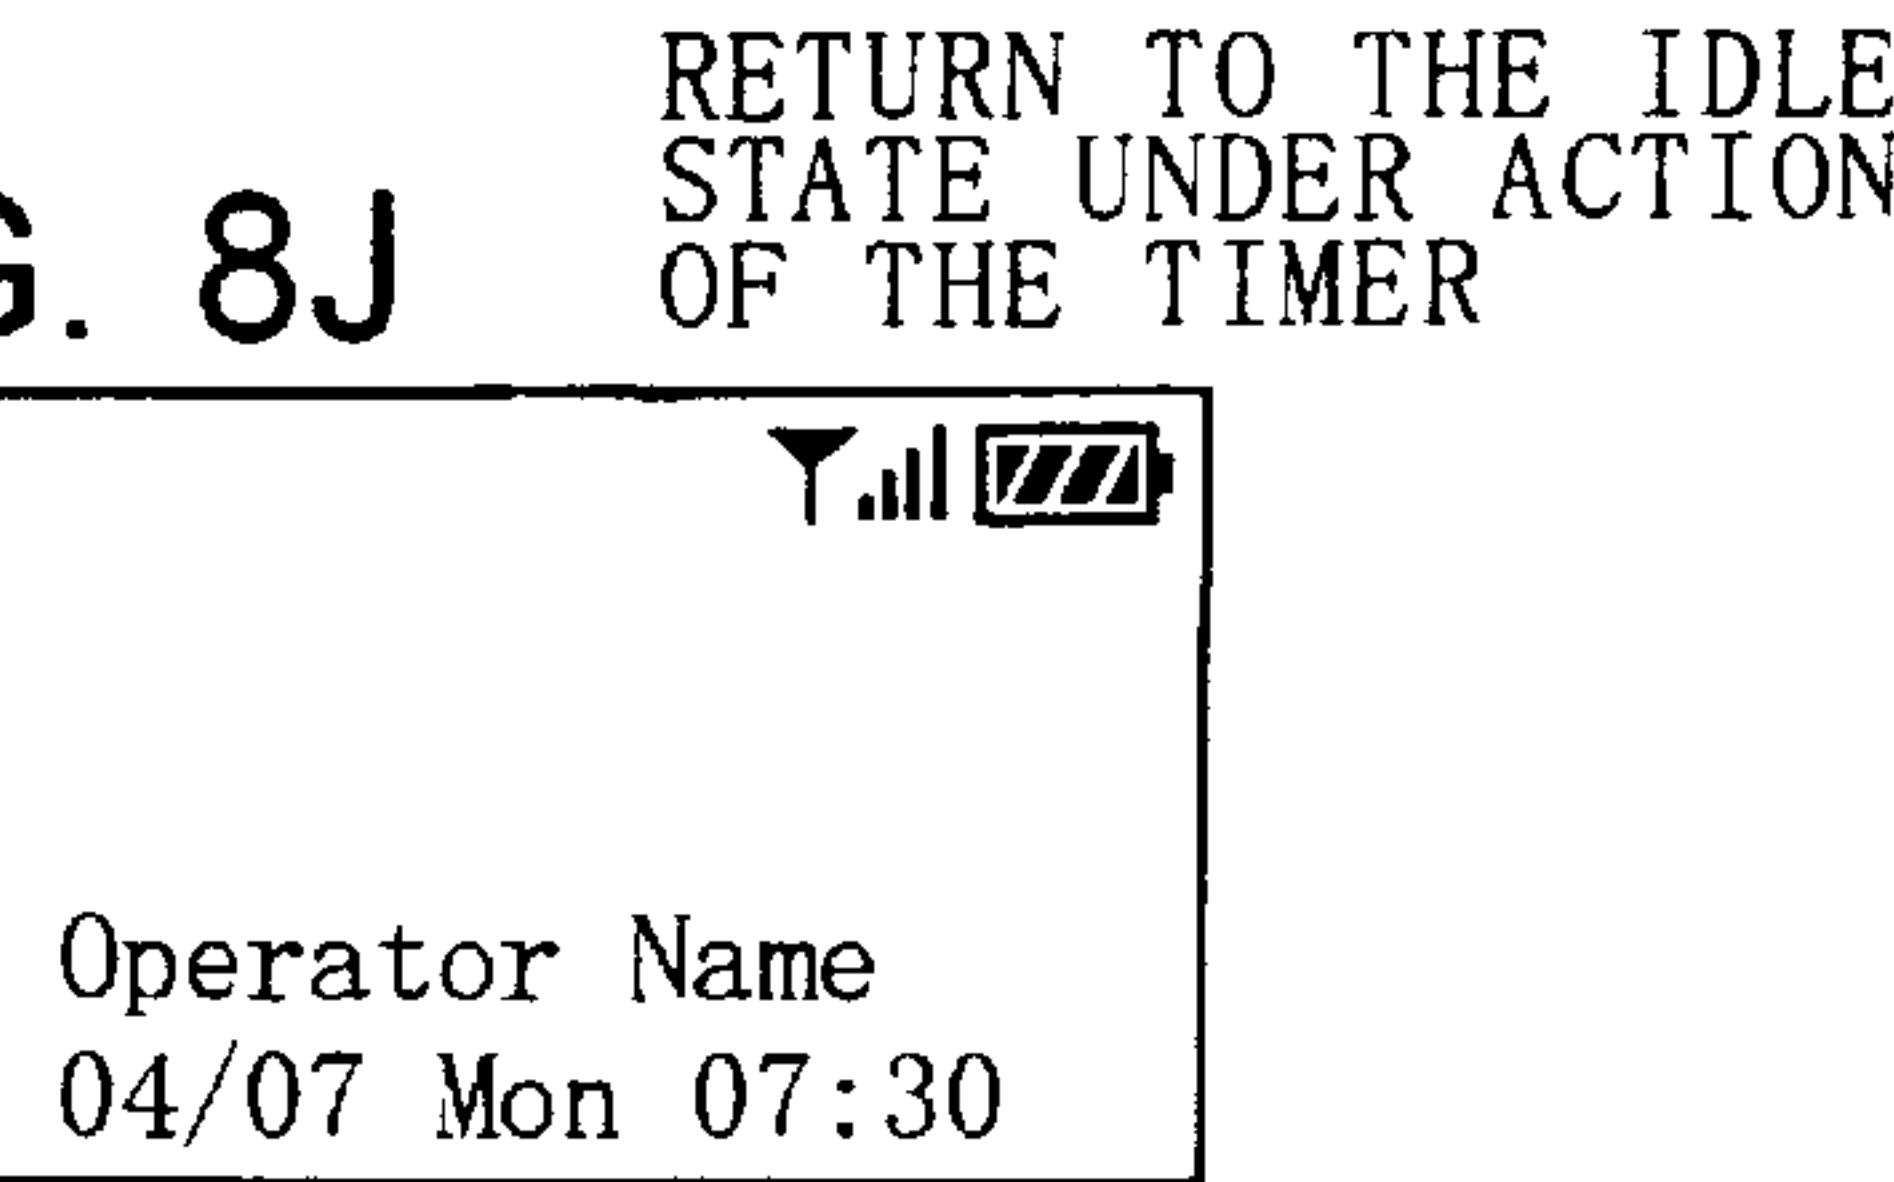 RETURN TO THE IDLE
STATE UNDER ACTION
OF THE TIMER
G. 8J
Operator Name
04/07 Mon 07:30